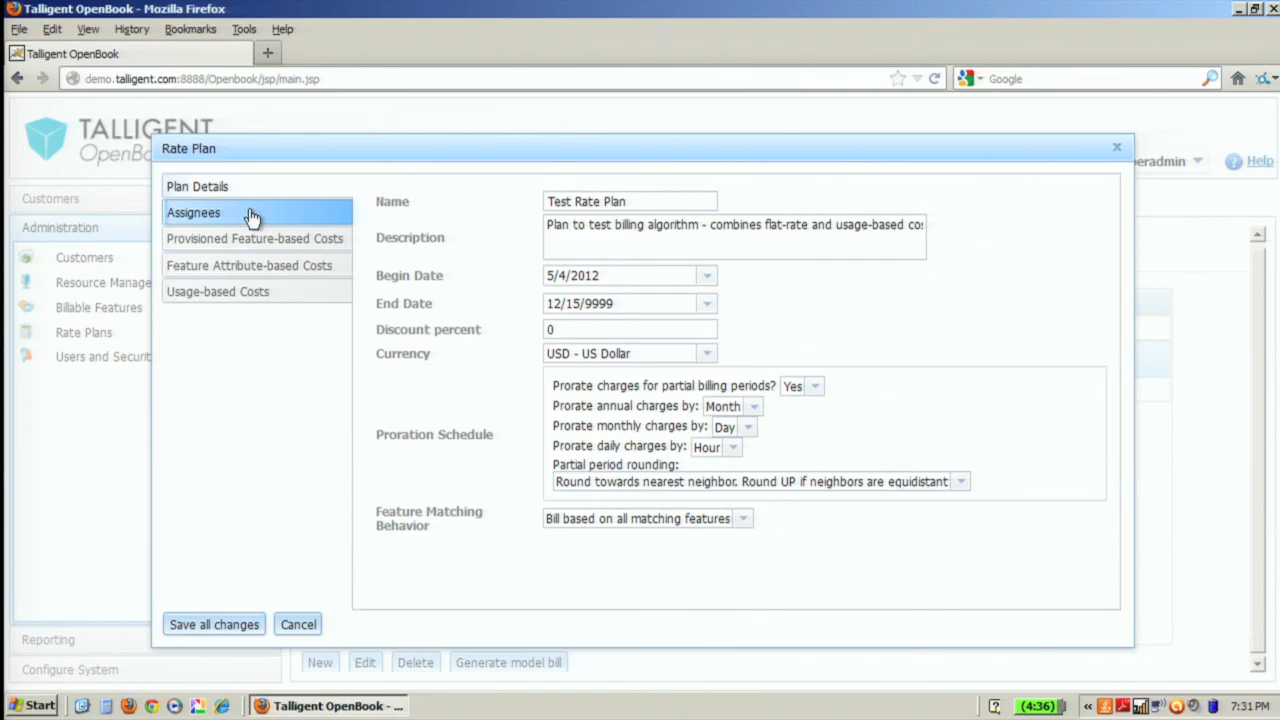 Talligent OpenBook - Mozilla Firefox
File Edit View History Bookmarks Tools Help
Talligent OpenBook
demo.talligent.com:8888/Openbook/jsp/main.jsp
Google
TALLIGENT
OpenBo
eradmin
Help
Rate Plan
Customers
Administration
Customers
Resource Manage
Billable Features
Rate Plans
Users and Securit
Reporting
Configure System
Plan Details
Assignees
Provisioned Feature-based Costs
Feature Attribute-based Costs
Usage-based Costs
Name Test Rate Plan
Description Plan to test billing algorithm - combines flat-rate and usage-based co
Begin Date 5/4/2012
End Date 12/15/9999
Discount percent 0
Currency USD - US Dollar
Proration Schedule
Prorate charges for partial billing periods? Yes
Prorate annual charges by: Month
Prorate monthly charges by: Day
Prorate daily charges by: Hour
Partial period rounding:
Round towards nearest neighbor. Round UP if neighbors are equidistant
Feature Matching
Behavior
Bill based on all matching features
Save all changes Cancel
New Edit Delete Generate model bill
Start
Talligent OpenBook - ...
(4:36)
7:31 PM